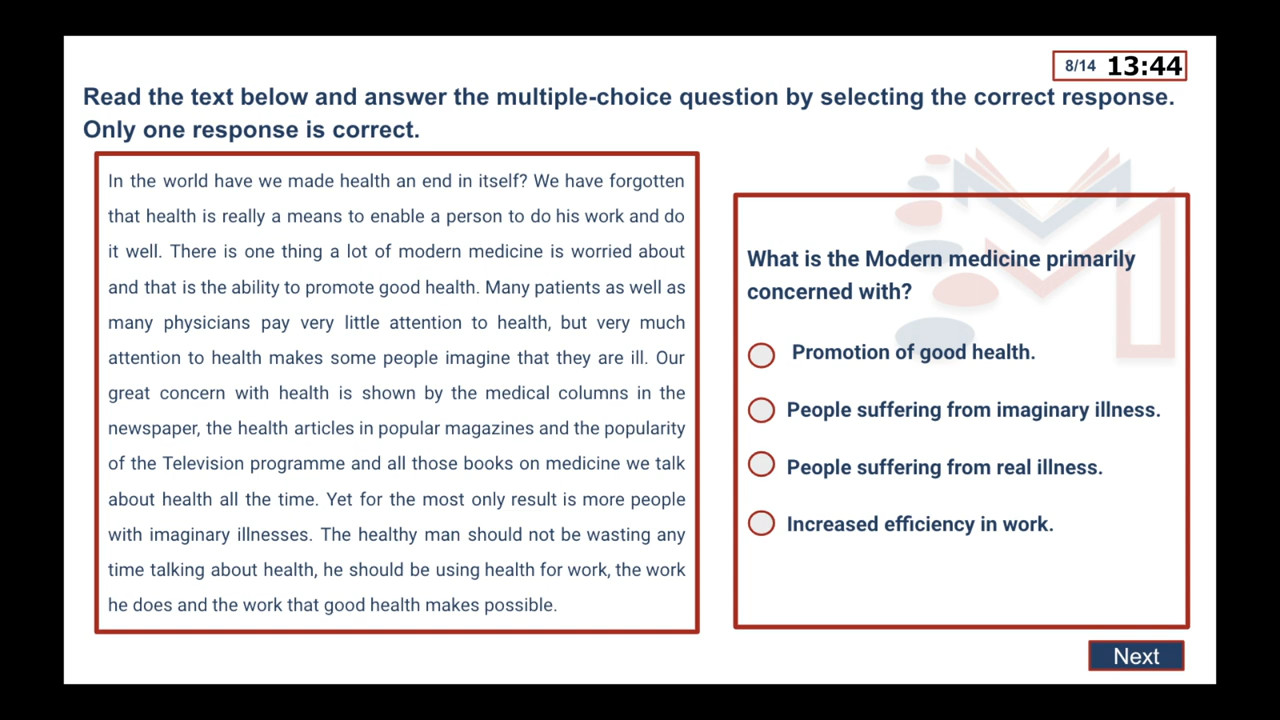 8/14 13:44
Read the text below and answer the multiple-choice question by selecting the correct response.
Only one response is correct.
In the world have we made health an end in itself? We have forgotten
that health is really a means to enable a person to do his work and do
it well. There is one thing a lot of modern medicine is worried about
and that is the ability to promote good health. Many patients as well as
many physicians pay very little attention to health, but very much
attention to health makes some people imagine that they are ill. Our
great concern with health is shown by the medical columns in the
newspaper, the health articles in popular magazines and the popularity
of the Television programme and all those books on medicine we talk
about health all the time. Yet for the most only result is more people
with imaginary illnesses. The healthy man should not be wasting any
time talking about health, he should be using health for work, the work
he does and the work that good health makes possible.
What is the Modern medicine primarily
concerned with?
Promotion of good health.
People suffering from imaginary illness.
People suffering from real illness.
Increased efficiency in work.
Next